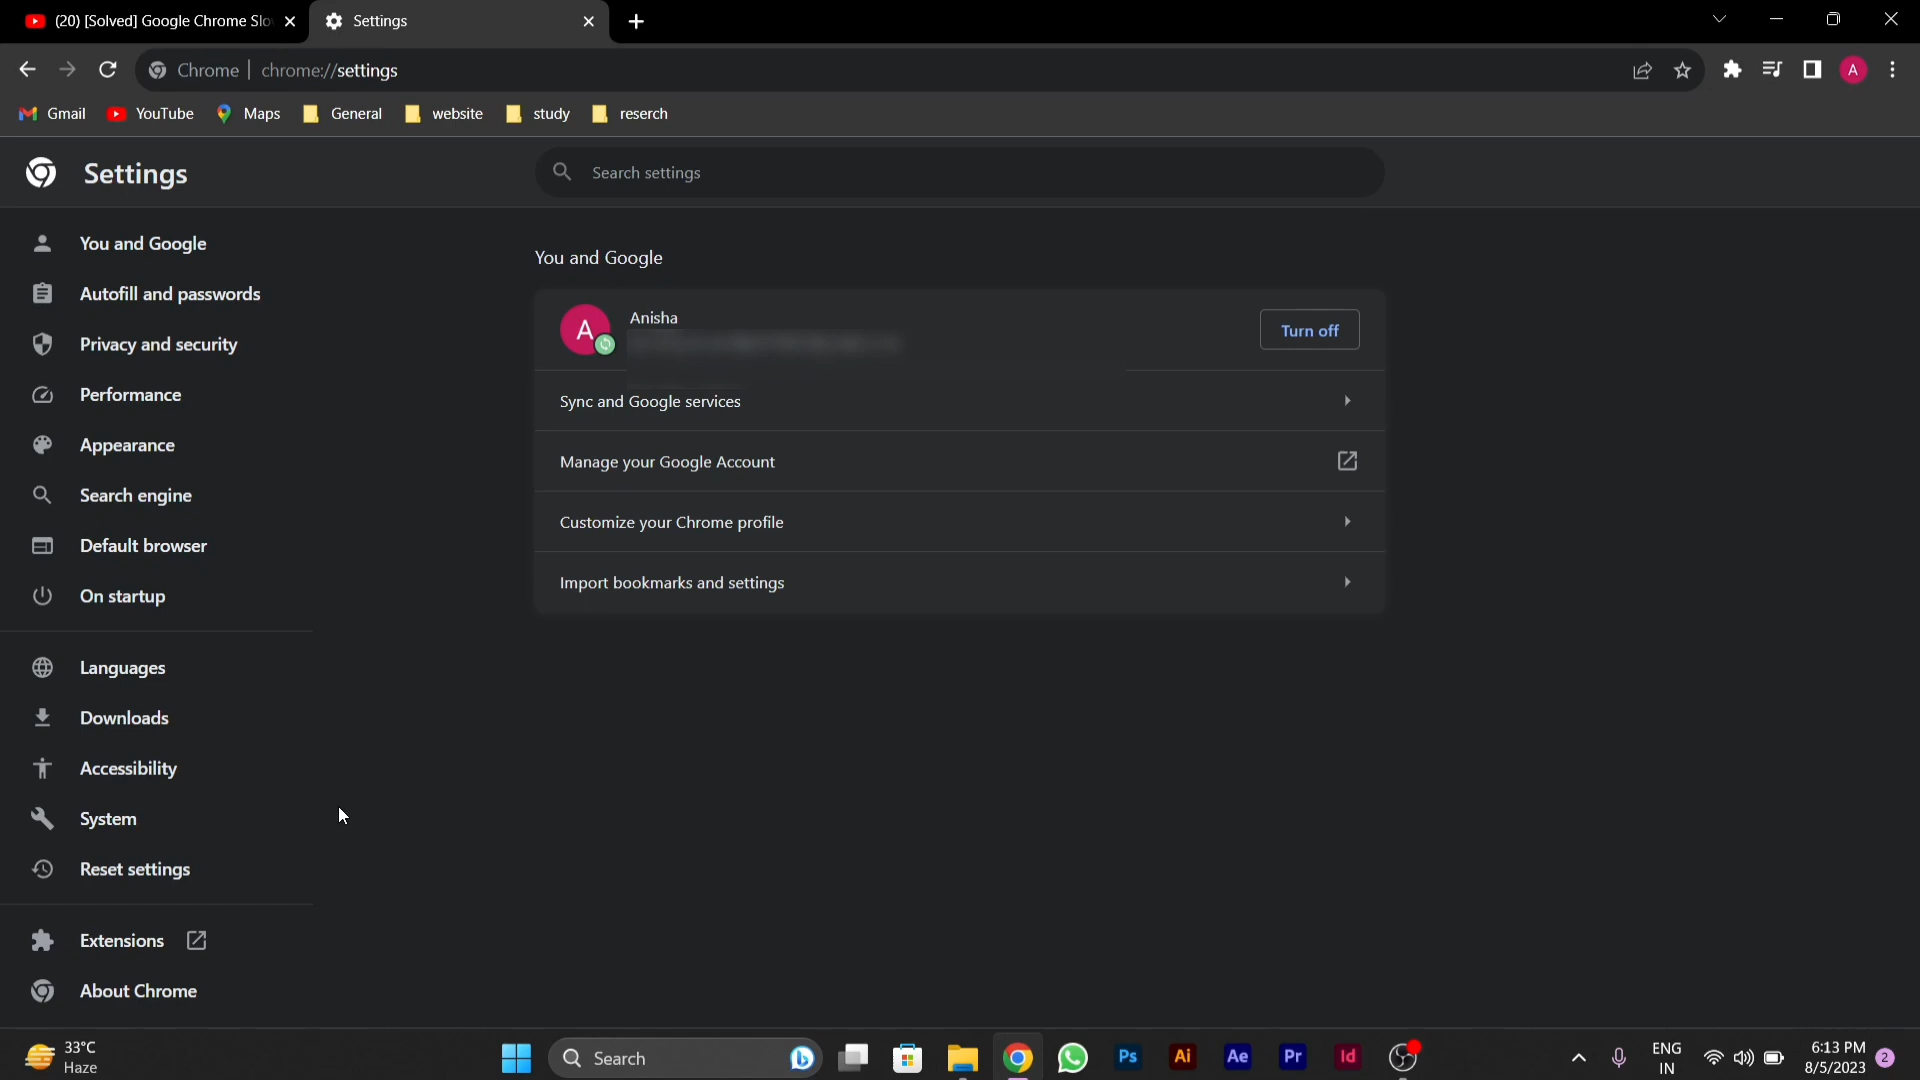 (20) [Solved] Google Chrome Slo
Settings
Chrome
chrome://settings
A
Gmail
YouTube
Maps
General
website
study
reserch
Settings
Search settings
You and Google
Autofill and passwords
Privacy and security
Performance
Appearance
Search engine
Default browser
On startup
Languages
Downloads
Accessibility
System
Reset settings
Extensions
About Chrome
You and Google
A
Anisha
Turn off
Sync and Google services
Manage your Google Account
Customize your Chrome profile
Import bookmarks and settings
33°C
Haze
Search
Ps
Ai
Ae
Pr
Id
ENG
IN
6:13 PM
8/5/2023
2